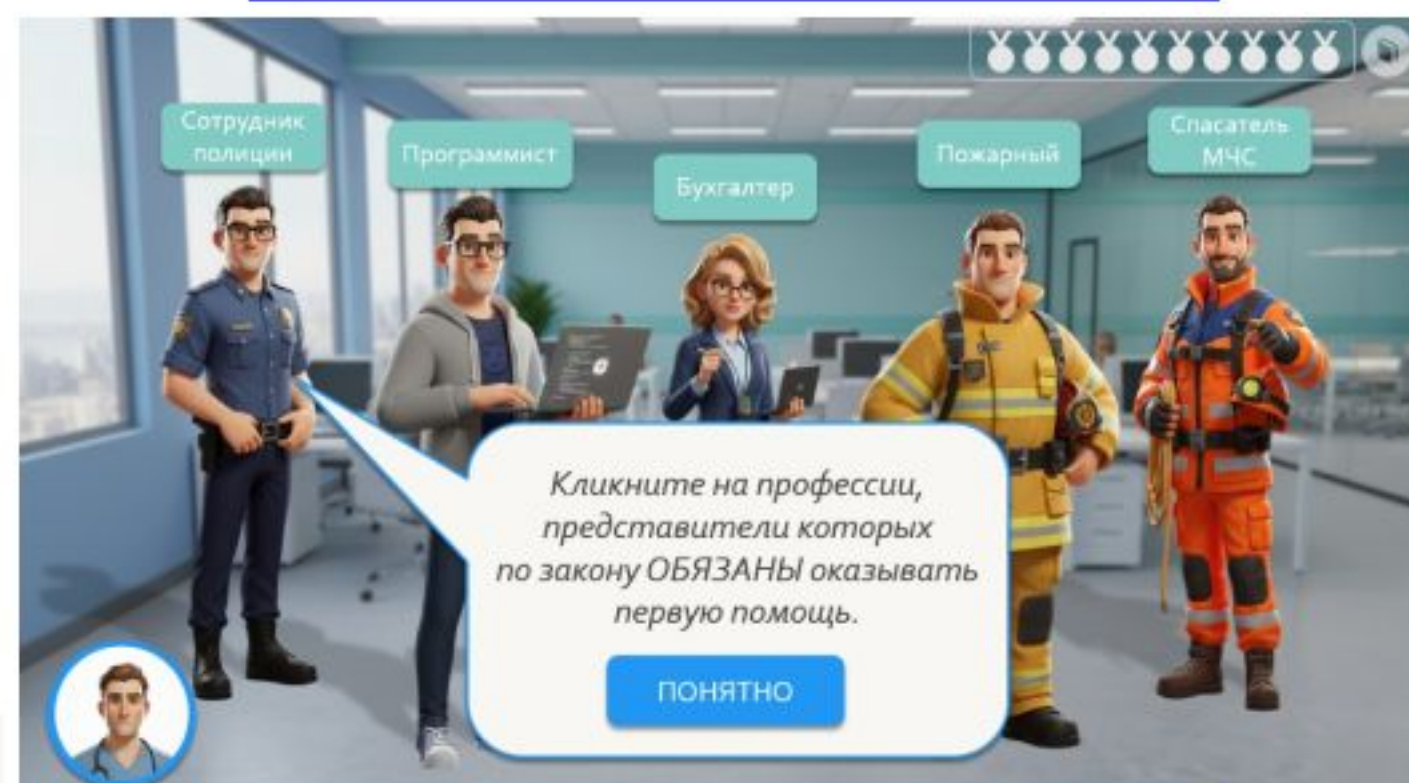 Сотрудник
полиции
Программист
Бухгалтер
Пожарный
Спасатель
МЧС
Кликните на профессии,
представители которых
по закону ОБЯЗАНЫ оказывать
первую помощь.
ПОНЯТНО